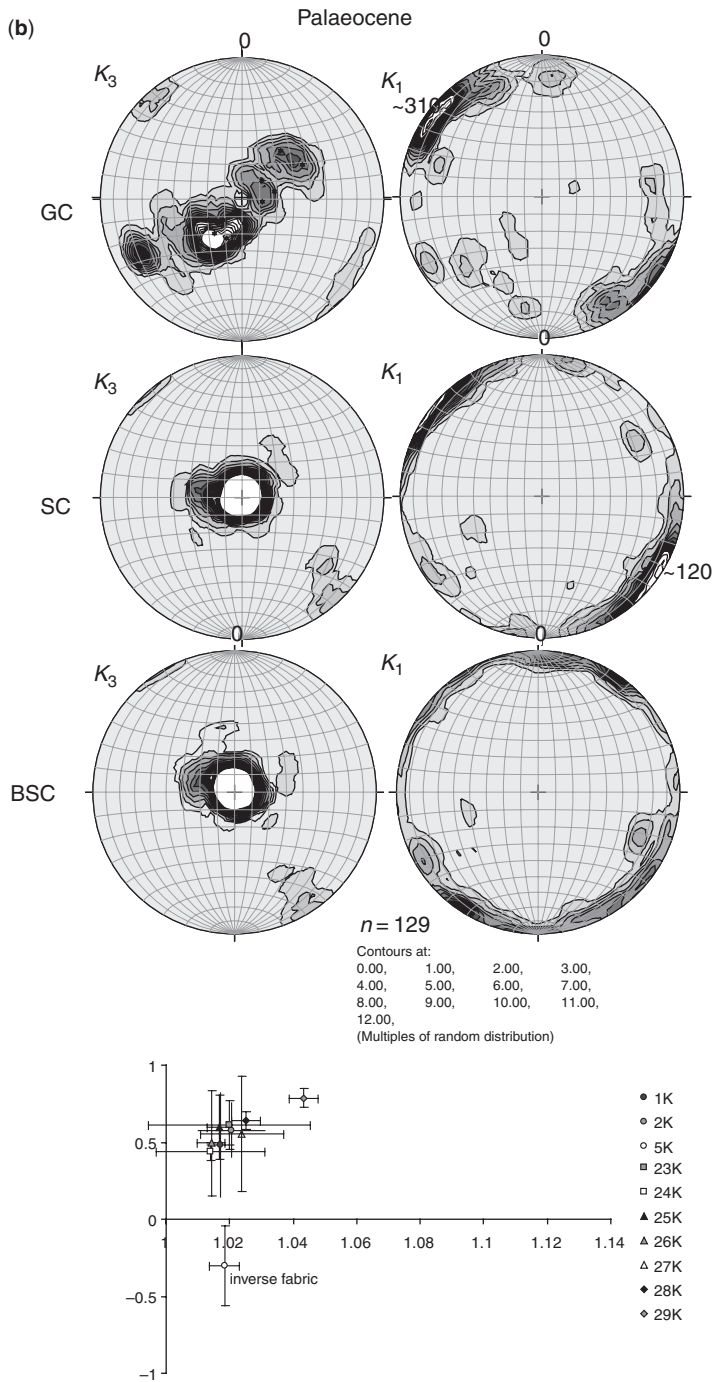 (b)
Palaeocene
0
0
K3
K1
~310
GC
0
K3
K1
SC
~120
0
0
K3
K1
BSC
n = 129
Contours at:
0.00, 1.00, 2.00, 3.00,
4.00, 5.00, 6.00, 7.00,
8.00, 9.00, 10.00, 11.00,
12.00,
(Multiples of random distribution)
1
0.5
0
1 1.02 1.04 1.06 1.08 1.1 1.12 1.14
inverse fabric
−0.5
−1
1K
2K
5K
23K
24K
25K
26K
27K
28K
29K